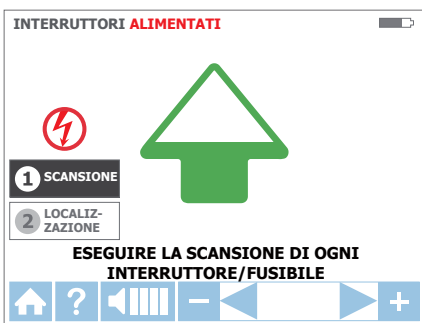 INTERRUTTORI ALIMENTATI
1 SCANSIONE
2 LOCALIZ-
ZAZIONE
ESEGUIRE LA SCANSIONE DI OGNI
INTERRUTTORE/FUSIBILE
? − +